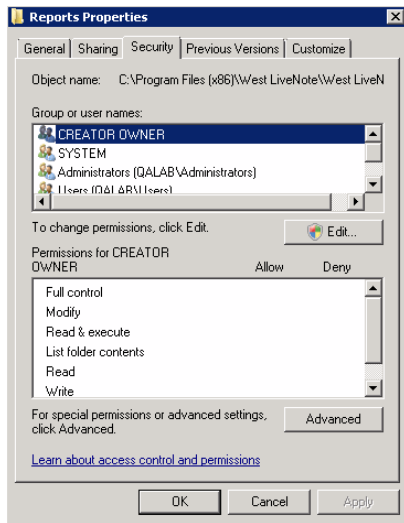 Reports Properties
General Sharing Security Previous Versions Customize
Object name: C:\Program Files (x86)\West LiveNote\West LiveN
Group or user names:
CREATOR OWNER
SYSTEM
Administrators (QALAB\Administrators)
Users (QALAB\Users)
To change permissions, click Edit.
Edit...
Permissions for CREATOR
OWNER Allow Deny
Full control
Modify
Read & execute
List folder contents
Read
Write
For special permissions or advanced settings,
click Advanced.
Advanced
Learn about access control and permissions
OK Cancel Apply